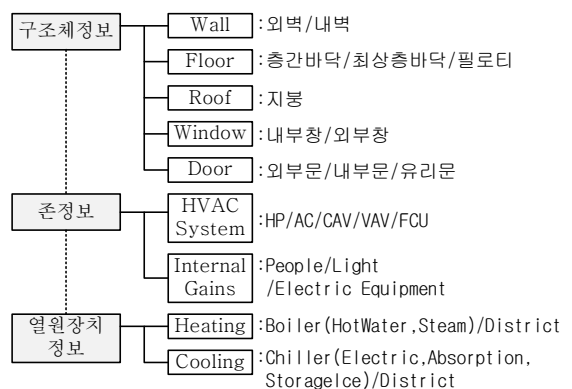 구조체정보
Wall :외벽/내벽
Floor :층간바닥/최상층바닥/필로티
Roof :지붕
Window :내부창/외부창
Door :외부문/내부문/유리문
존정보
HVAC
System :HP/AC/CAV/VAV/FCU
Internal :People/Light
Gains /Electric Equipment
열원장치
정보
Heating :Boiler(HotWater,Steam)/District
Cooling :Chiller(Electric,Absorption,
StorageIce)/District